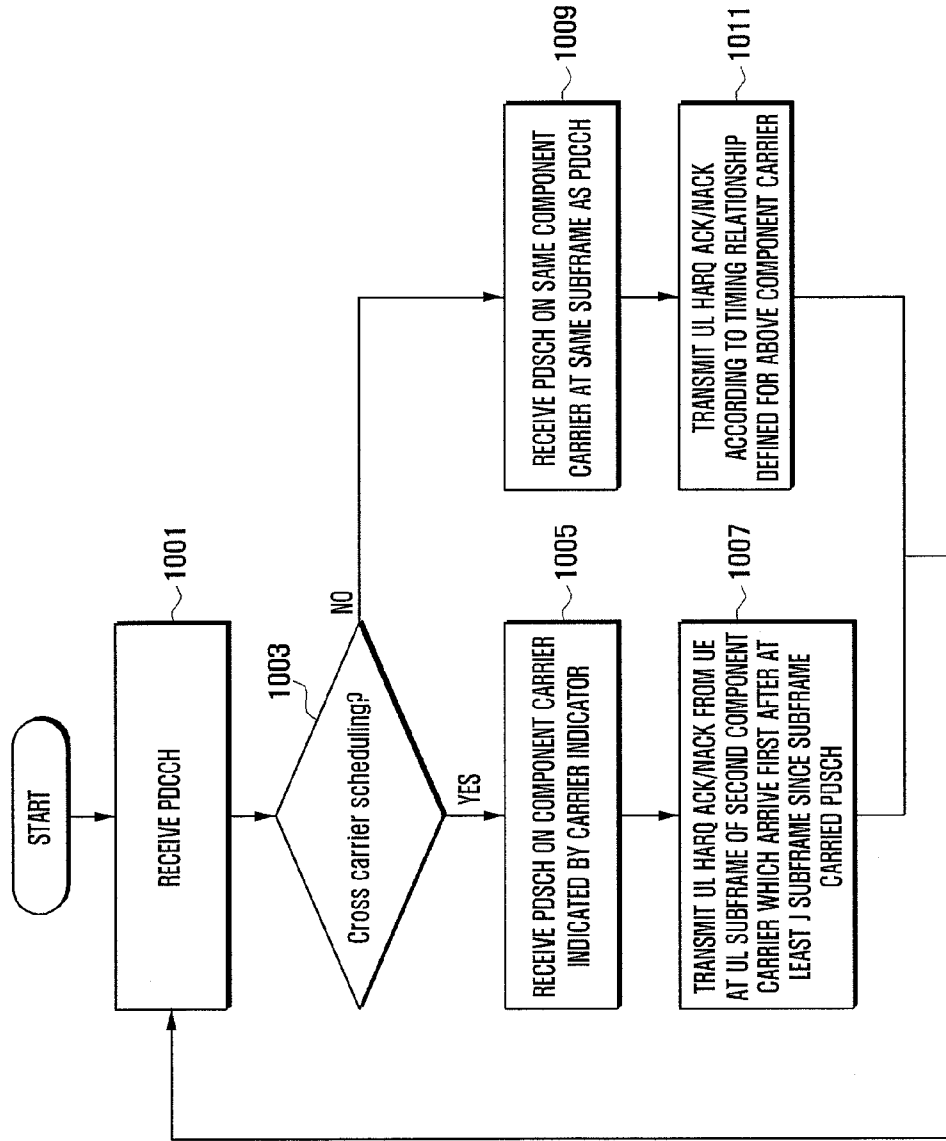 START
RECEIVE PDCCH
1001
Cross carrier scheduling?
1003
NO
YES
RECEIVE PDSCH ON COMPONENT CARRIER
INDICATED BY CARRIER INDICATOR
1005
TRANSMIT UL HARQ ACK/NACK FROM UE
AT UL SUBFRAME OF SECOND COMPONENT
CARRIER WHICH ARRIVE FIRST AFTER AT
LEAST J SUBFRAME SINCE SUBFRAME
CARRIED PDSCH
1007
RECEIVE PDSCH ON SAME COMPONENT
CARRIER AT SAME SUBFRAME AS PDCCH
1009
TRANSMIT UL HARQ ACK/NACK
ACCORDING TO TIMING RELATIONSHIP
DEFINED FOR ABOVE COMPONENT CARRIER
1011